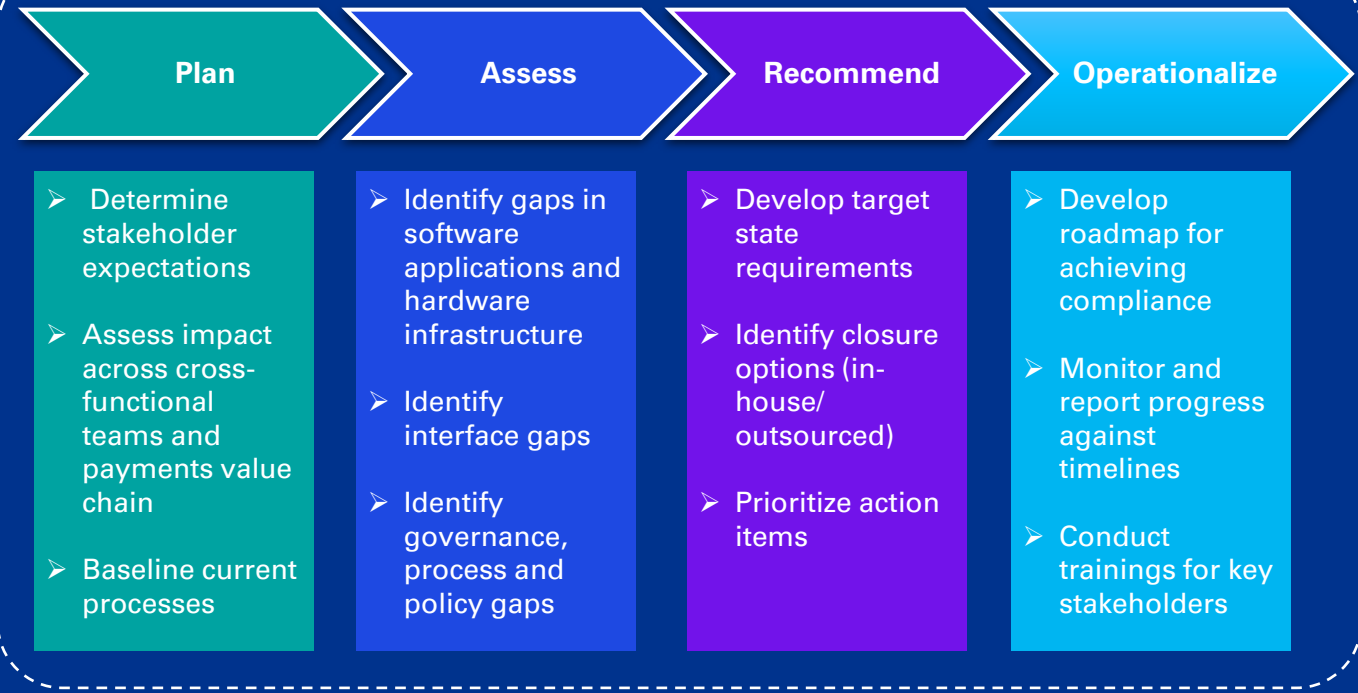 Plan
Assess
Recommend
Operationalize
➢ Determine
stakeholder
expectations
➢ Assess impact
across cross-
functional
teams and
payments value
chain
➢ Baseline current
processes
➢ Identify gaps in
software
applications and
hardware
infrastructure
➢ Identify
interface gaps
➢ Identify
governance,
process and
policy gaps
➢ Develop target
state
requirements
➢ Identify closure
options (in-
house/
outsourced)
➢ Prioritize action
items
➢ Develop
roadmap for
achieving
compliance
➢ Monitor and
report progress
against
timelines
➢ Conduct
trainings for key
stakeholders